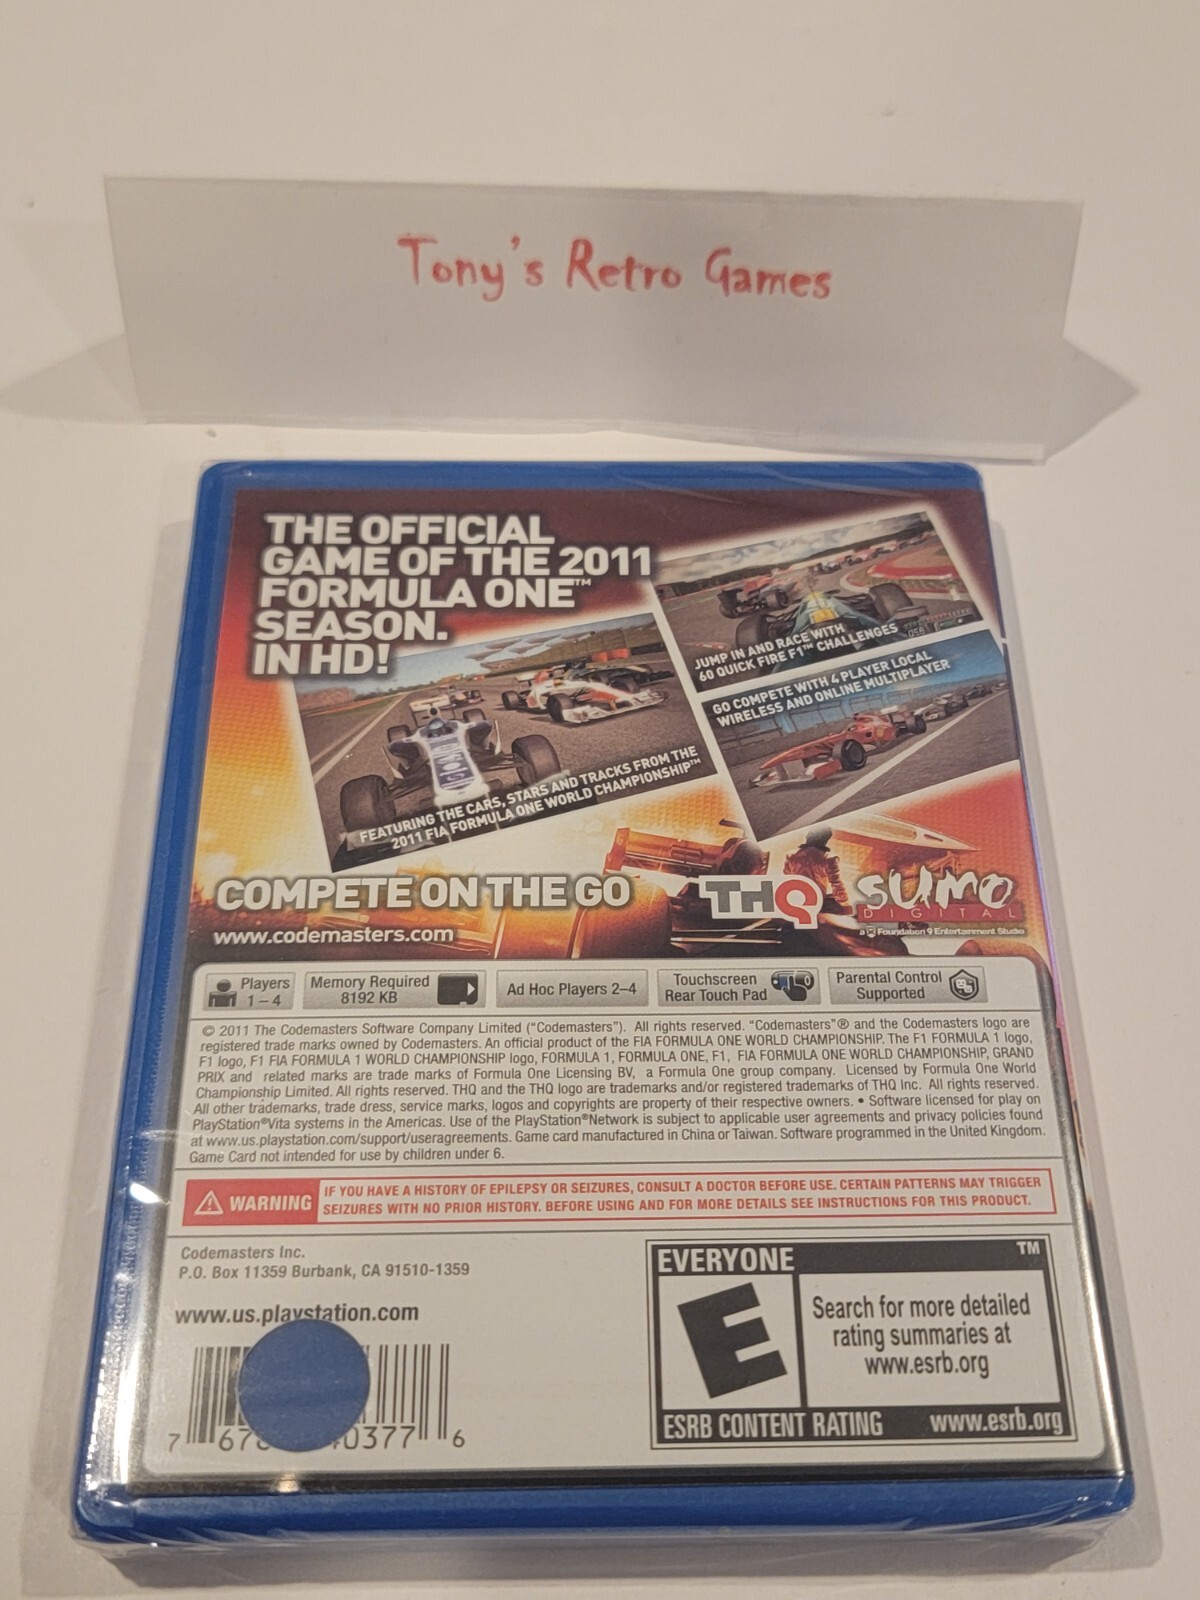 Tony's Retro Games
THE OFFICIAL
GAME OF THE 2011
FORMULA ONE™
SEASON.
IN HD!
JUMP IN AND RACE WITH
60 QUICK FIRE F1™ CHALLENGES
GO COMPETE WITH 4 PLAYER LOCAL
WIRELESS AND ONLINE MULTIPLAYER
FEATURING THE CARS, STARS AND TRACKS FROM THE
2011 FIA FORMULA ONE WORLD CHAMPIONSHIP™
COMPETE ON THE GO
www.codemasters.com
THQ
SUMO
DIGITAL
a Foundation 9 Entertainment Studio
Players
1 – 4
Memory Required
8192 KB
Ad Hoc Players 2–4
Touchscreen
Rear Touch Pad
Parental Control
Supported
© 2011 The Codemasters Software Company Limited ("Codemasters"). All rights reserved. "Codemasters"® and the Codemasters logo are
registered trade marks owned by Codemasters. An official product of the FIA FORMULA ONE WORLD CHAMPIONSHIP. The F1 FORMULA 1 logo,
F1 logo, F1 FIA FORMULA 1 WORLD CHAMPIONSHIP logo, FORMULA 1, FORMULA ONE, F1, FIA FORMULA ONE WORLD CHAMPIONSHIP, GRAND
PRIX and related marks are trade marks of Formula One Licensing BV, a Formula One group company. Licensed by Formula One World
Championship Limited. All rights reserved. THQ and the THQ logo are trademarks and/or registered trademarks of THQ Inc. All rights reserved.
All other trademarks, trade dress, service marks, logos and copyrights are property of their respective owners. • Software licensed for play on
PlayStation®Vita systems in the Americas. Use of the PlayStation®Network is subject to applicable user agreements and privacy policies found
at www.us.playstation.com/support/useragreements. Game card manufactured in China or Taiwan. Software programmed in the United Kingdom.
Game Card not intended for use by children under 6.
WARNING
IF YOU HAVE A HISTORY OF EPILEPSY OR SEIZURES, CONSULT A DOCTOR BEFORE USE. CERTAIN PATTERNS MAY TRIGGER
SEIZURES WITH NO PRIOR HISTORY. BEFORE USING AND FOR MORE DETAILS SEE INSTRUCTIONS FOR THIS PRODUCT.
Codemasters Inc.
P.O. Box 11359 Burbank, CA 91510-1359
www.us.playstation.com
7 67 0377 6
EVERYONE
™
E
Search for more detailed
rating summaries at
www.esrb.org
ESRB CONTENT RATING www.esrb.org